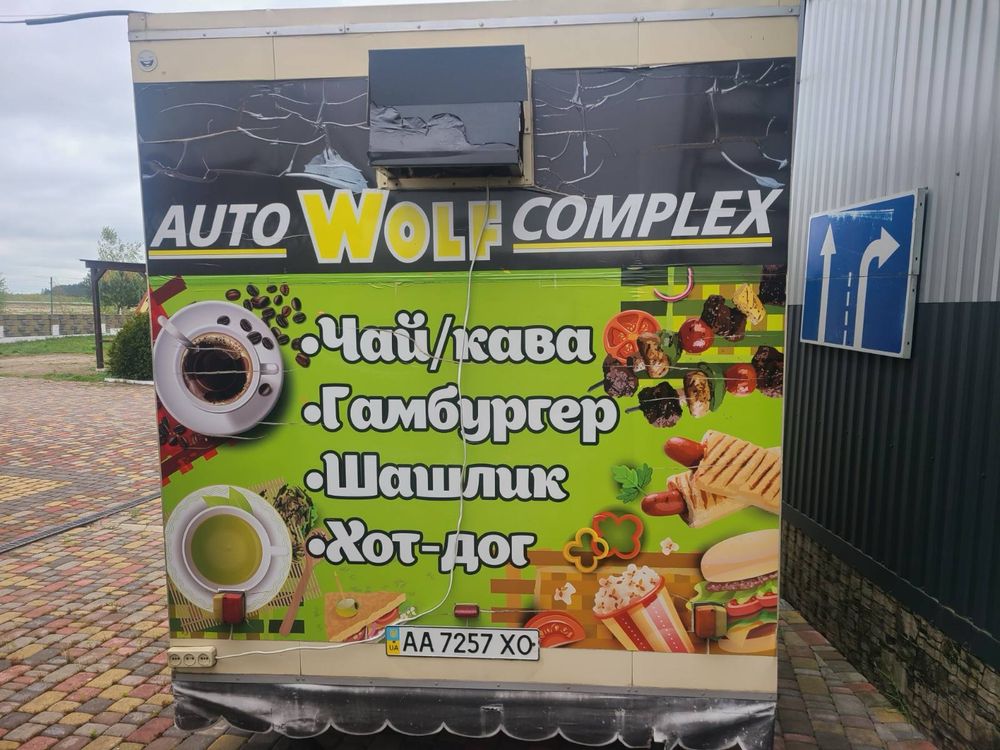 AUTO WOLF COMPLEX
•Чай/кава
•Гамбургер
•Шашлик
•Хот-дог
UA AA 7257 XO